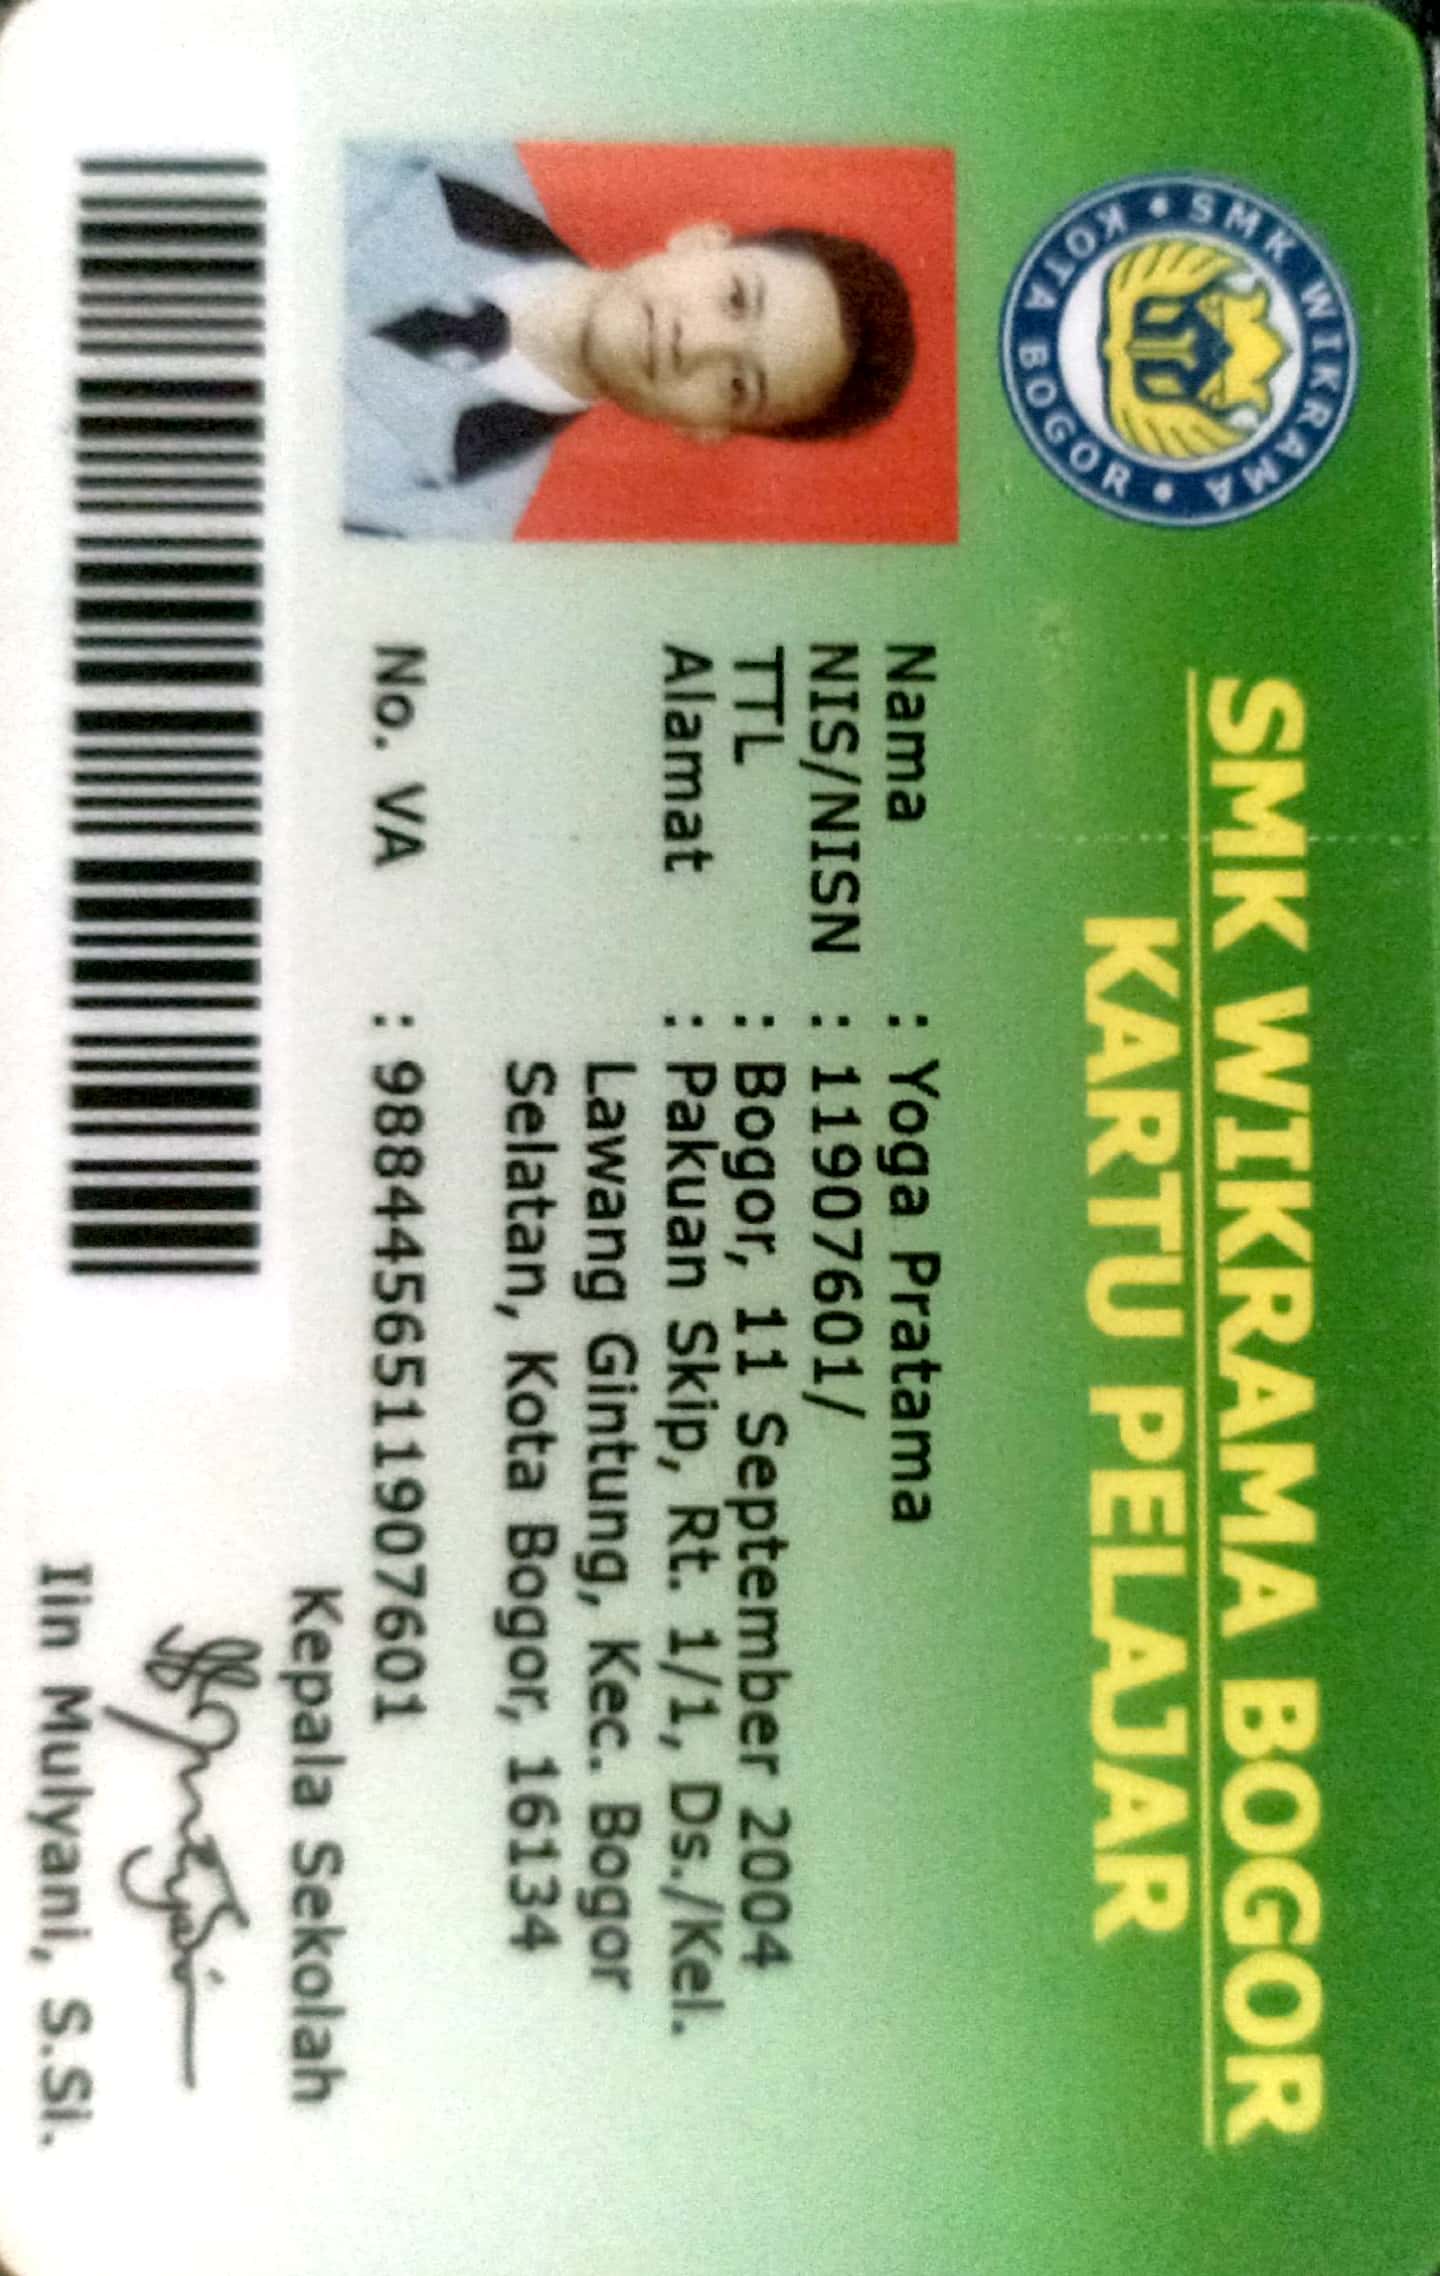 SMK WIKRAMA BOGOR
KARTU PELAJAR
SMK WIKRAMA • KOTA BOGOR •
Nama : Yoga Pratama
NIS/NISN : 11907601/
TTL : Bogor, 11 September 2004
Alamat : Pakuan Skip, Rt. 1/1, Ds./Kel.
Lawang Gintung, Kec. Bogor
Selatan, Kota Bogor, 16134
No. VA : 9884456511907601
Kepala Sekolah
Iin Mulyani, S.Si.